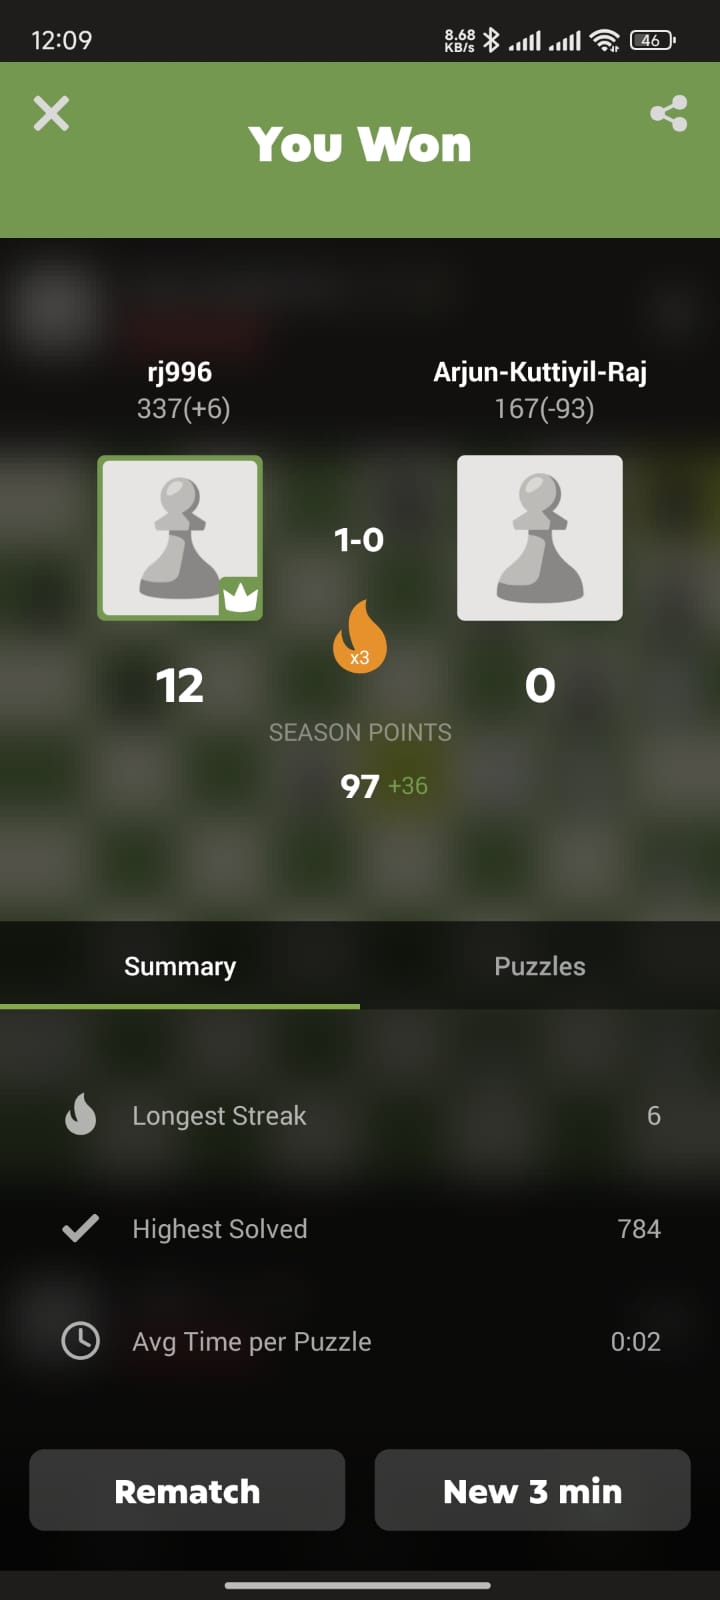 12:09
8.68
KB/s
46
You Won
rj996
Arjun-Kuttiyil-Raj
337(+6)
167(-93)
1-0
x3
12
0
SEASON POINTS
97 +36
Summary
Puzzles
Longest Streak
6
Highest Solved
784
Avg Time per Puzzle
0:02
Rematch
New 3 min